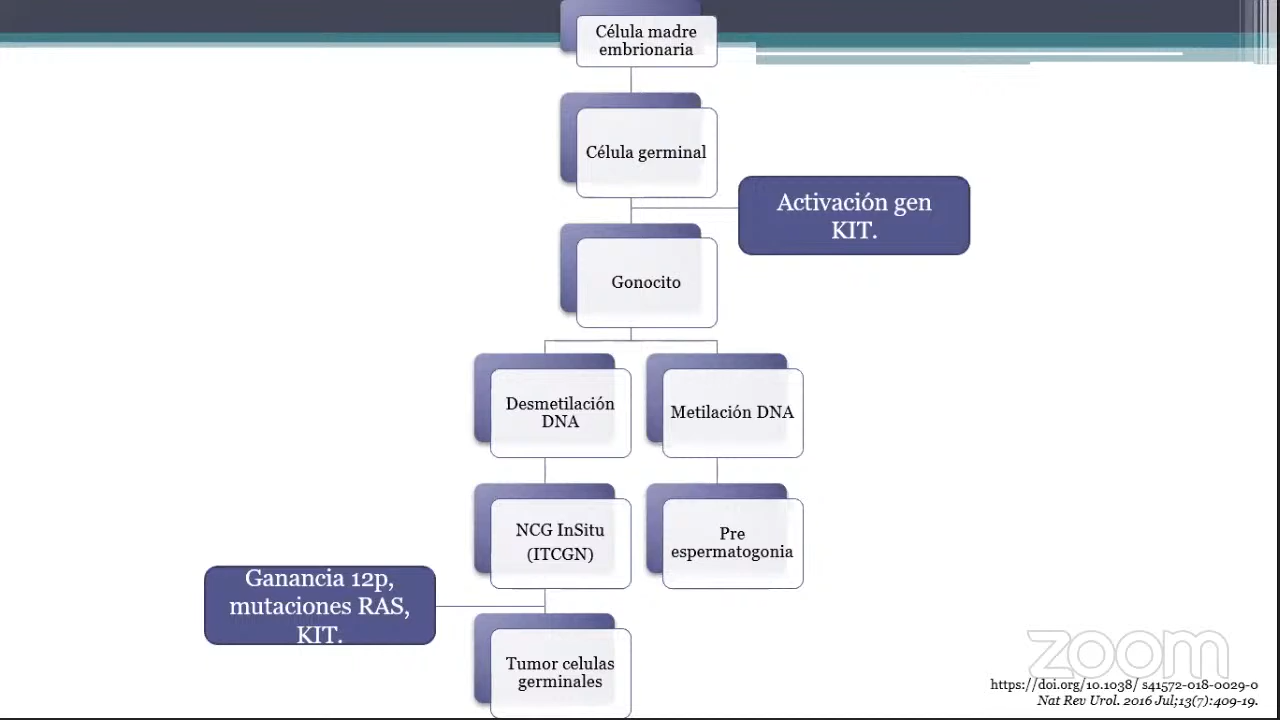 Célula madre
embrionaria
Célula germinal
Activación gen
KIT.
Gonocito
Desmetilación
DNA
Metilación DNA
NCG InSitu
(ITCGN)
Pre
espermatogonia
Ganancia 12p,
mutaciones RAS,
KIT.
Tumor celulas
germinales
zoom
https://doi.org/10.1038/ s41572-018-0029-0
Nat Rev Urol. 2016 Jul;13(7):409-19.